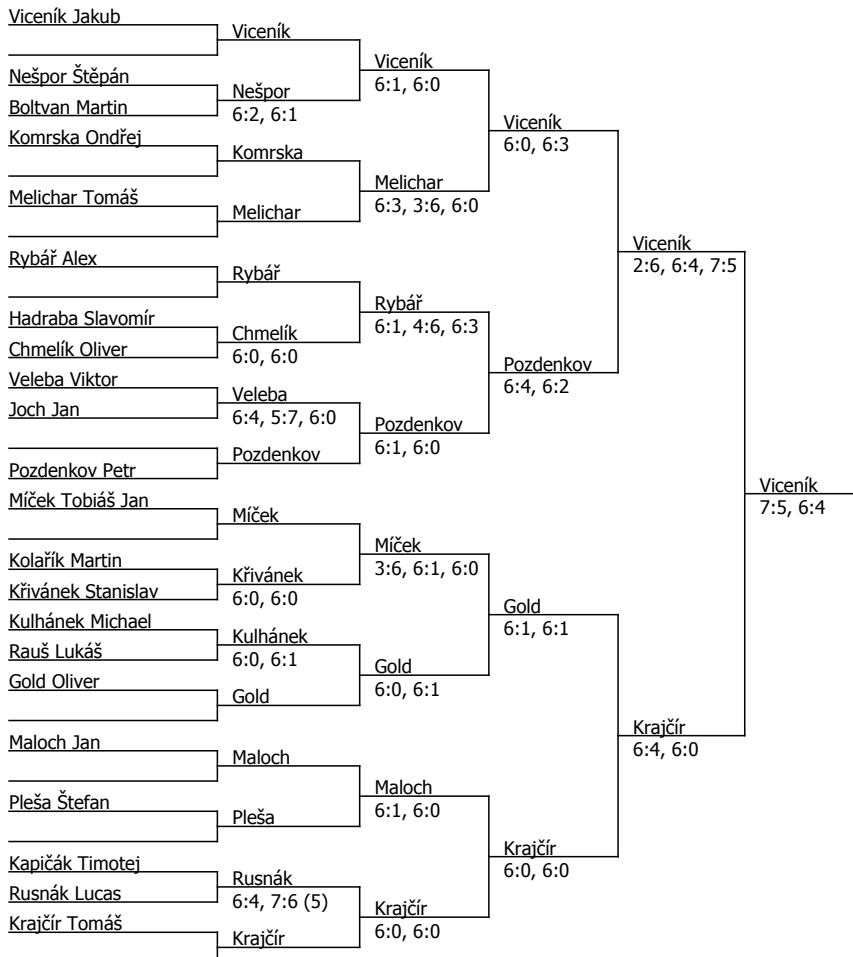 Viceník Jakub
Nešpor Štěpán
Boltvan Martin
Komrska Ondřej
Melichar Tomáš
Rybář Alex
Hadraba Slavomír
Chmelík Oliver
Veleba Viktor
Joch Jan
Pozdenkov Petr
Míček Tobiáš Jan
Kolařík Martin
Křivánek Stanislav
Kulhánek Michael
Rauš Lukáš
Gold Oliver
Maloch Jan
Pleša Štefan
Kapičák Timotej
Rusnák Lucas
Krajčír Tomáš
Viceník
Nešpor
6:2, 6:1
Komrska
Melichar
Rybář
Chmelík
6:0, 6:0
Veleba
6:4, 5:7, 6:0
Pozdenkov
Míček
Křivánek
6:0, 6:0
Kulhánek
6:0, 6:1
Gold
Maloch
Pleša
Rusnák
6:4, 7:6 (5)
Krajčír
Viceník
6:1, 6:0
Melichar
6:3, 3:6, 6:0
Rybář
6:1, 4:6, 6:3
Pozdenkov
6:1, 6:0
Míček
3:6, 6:1, 6:0
Gold
6:0, 6:1
Maloch
6:1, 6:0
Krajčír
6:0, 6:0
Viceník
6:0, 6:3
Pozdenkov
6:4, 6:2
Gold
6:1, 6:1
Krajčír
6:0, 6:0
Viceník
2:6, 6:4, 7:5
Krajčír
6:4, 6:0
Viceník
7:5, 6:4